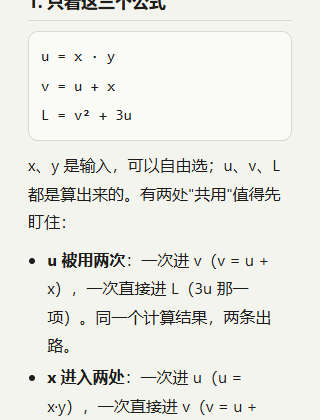 1. 只看这三个公式
u = x · y
v = u + x
L = v² + 3u
x、y 是输入，可以自由选；u、v、L
都是算出来的。有两处"共用"值得先
盯住：
• u 被用两次：一次进 v（v = u +
x），一次直接进 L（3u 那一
项）。同一个计算结果，两条出
路。
• x 进入两处：一次进 u（u =
x·y），一次直接进 v（v = u +